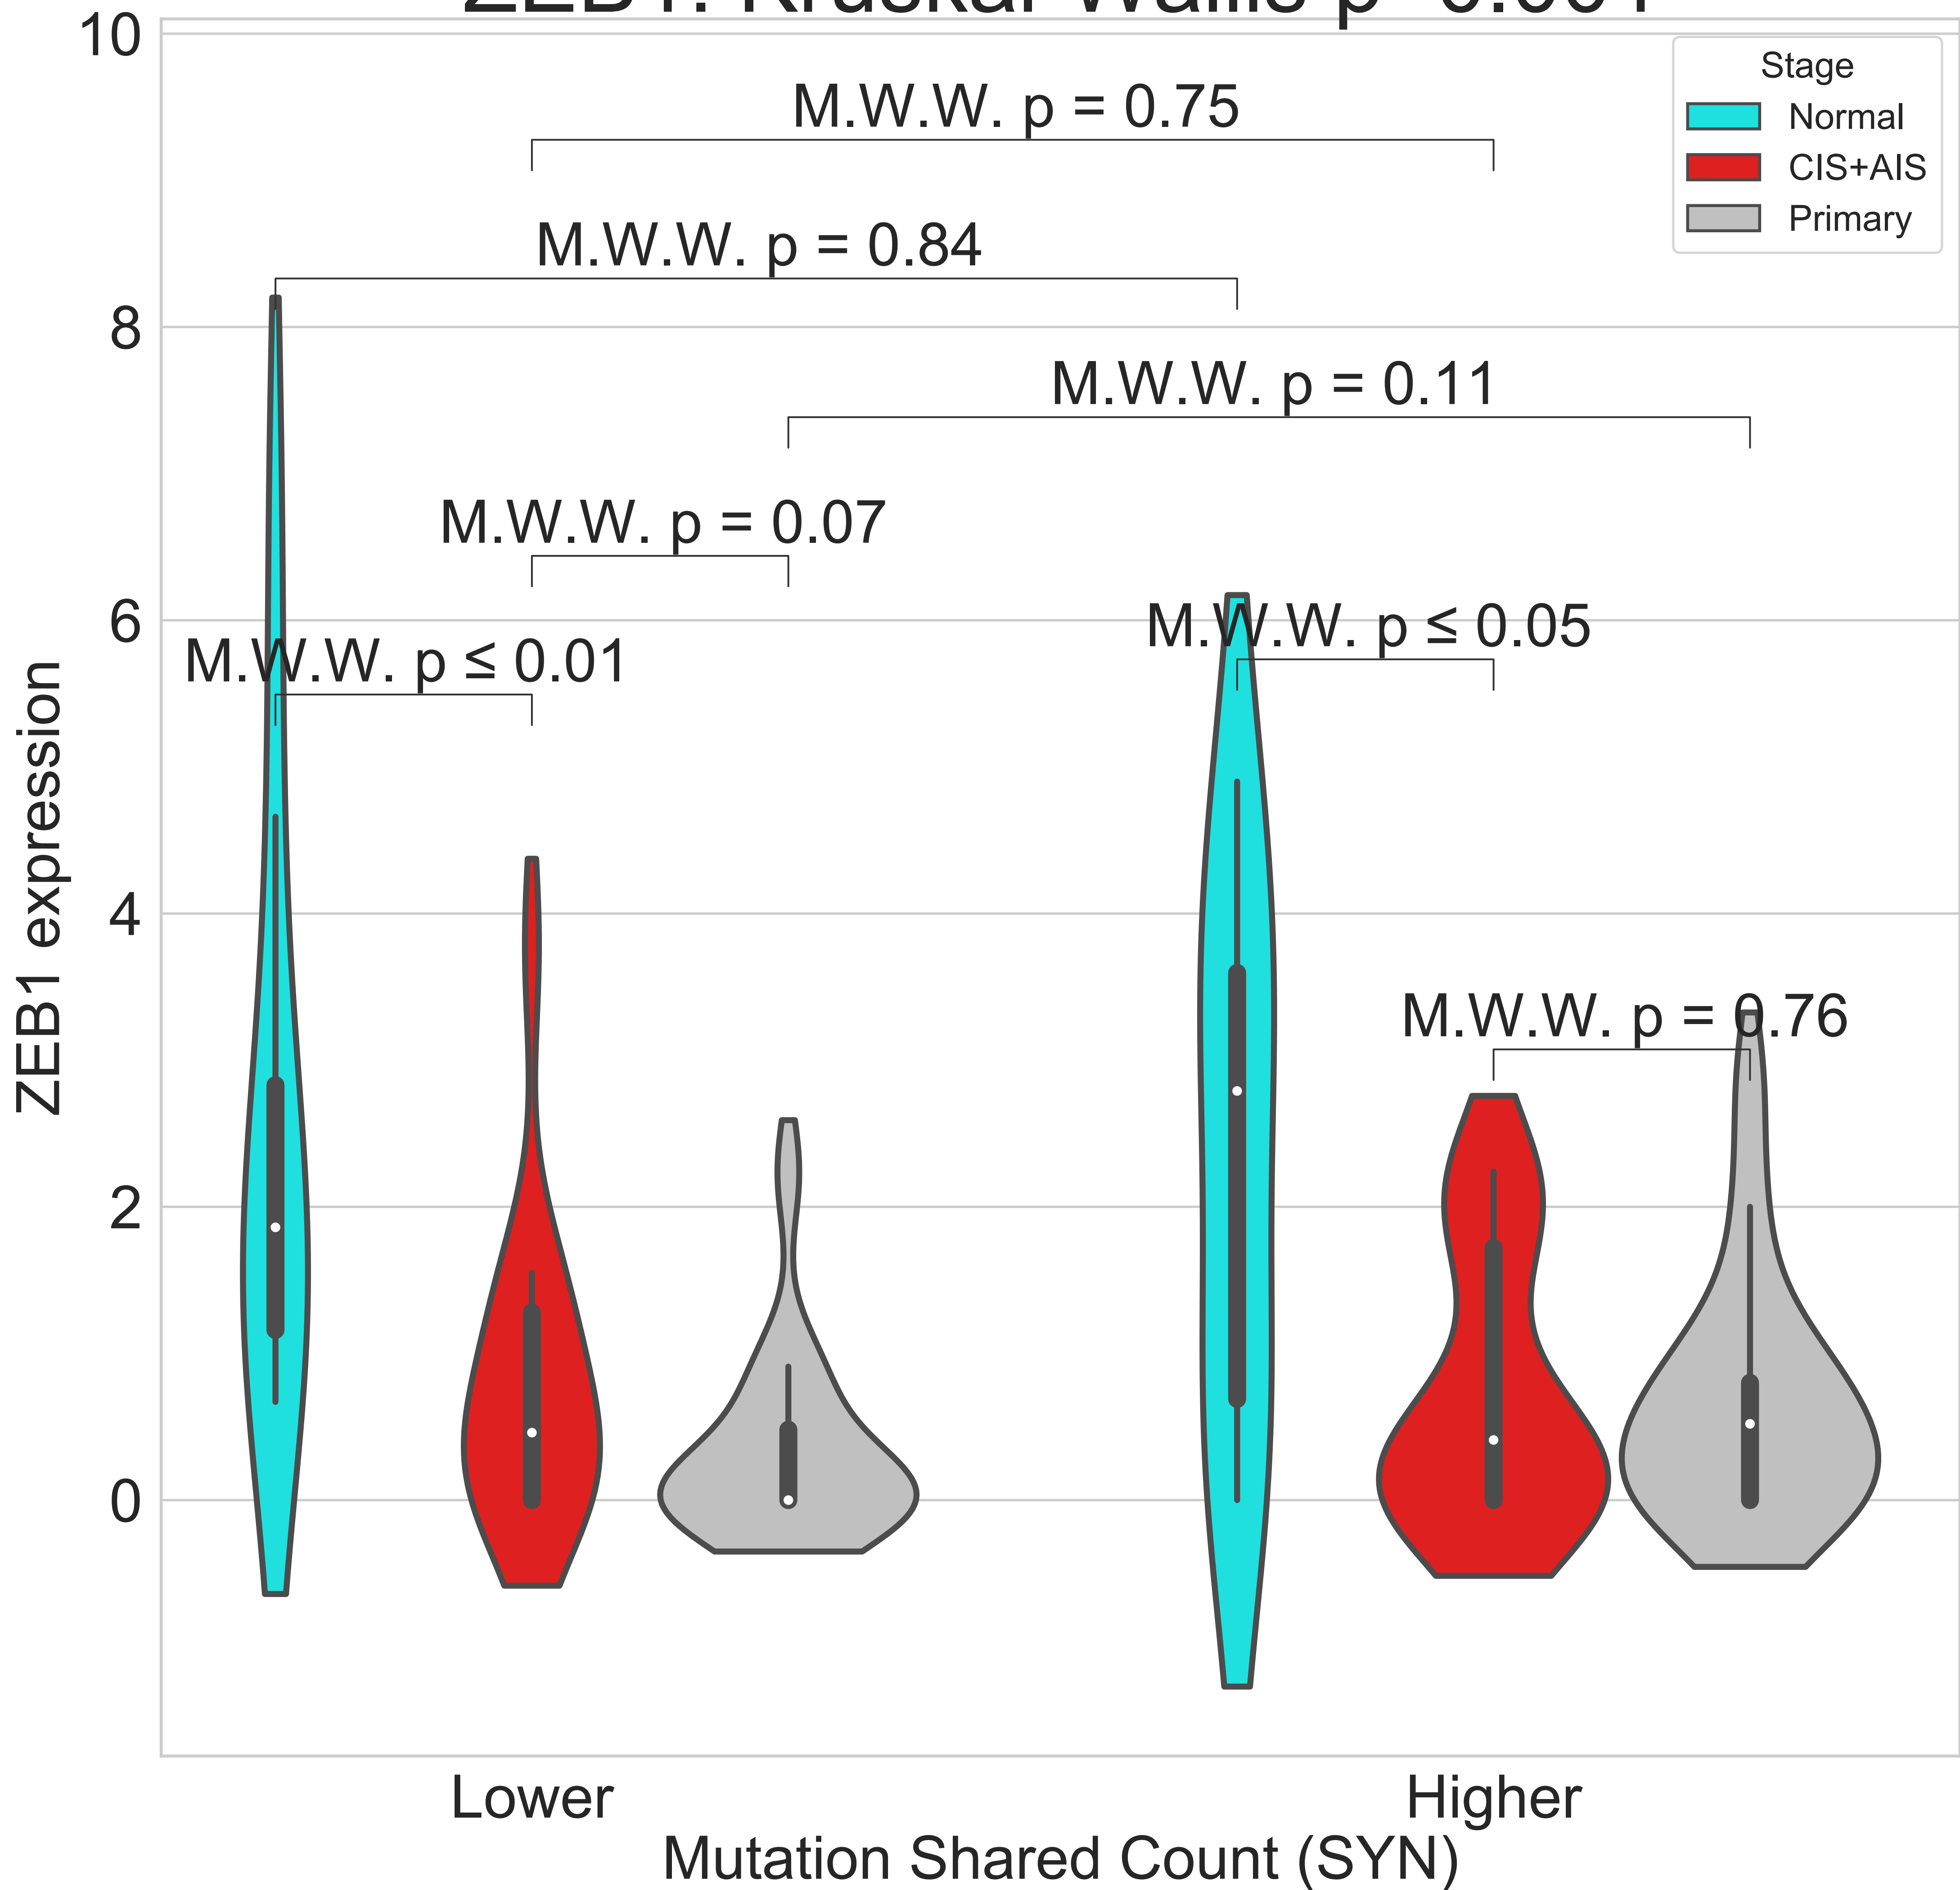 10
M.W.W. p = 0.75
Stage
Normal
CIS+AIS
Primary
M.W.W. p = 0.84
8
M.W.W. p = 0.11
M.W.W. p = 0.07
6
M.W.W. p ≤ 0.05
M.W.W. p ≤ 0.01
ZEB1 expression
4
M.W.W. p = 0.76
2
0
Lower
Higher
Mutation Shared Count (SYN)